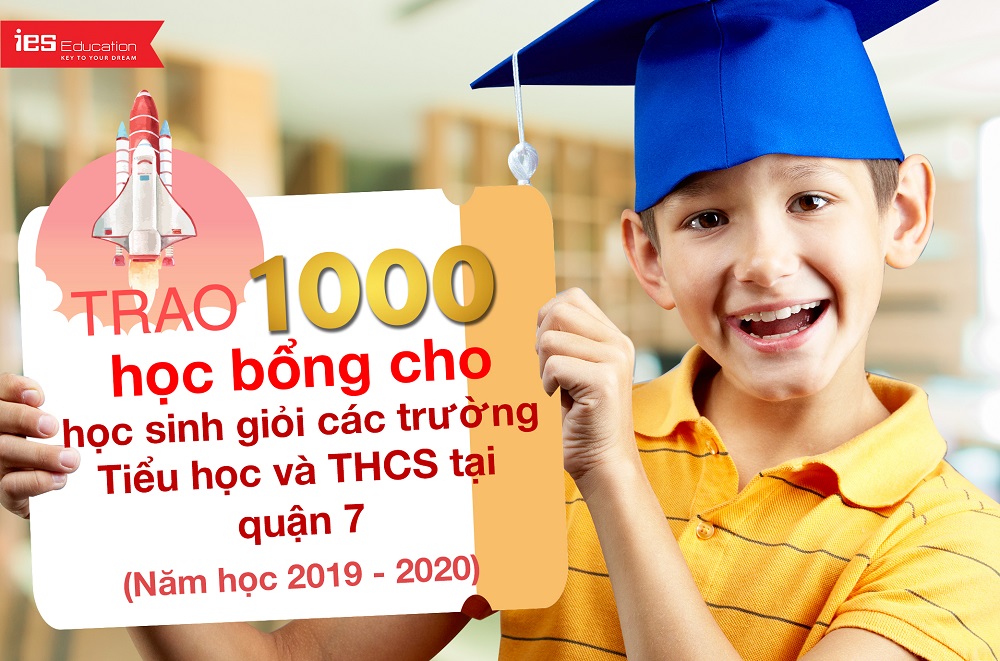 ies Education
KEY TO YOUR DREAM
TRAO 1000
học bổng cho
học sinh giỏi các trường
Tiểu học và THCS tại
quận 7
(Năm học 2019 - 2020)